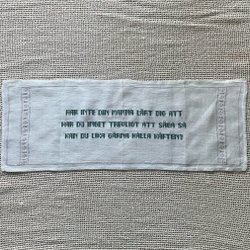 HAR INTE DIN MAMMA LÄRT DIG ATT
HAR DU INGET TREVLIGT ATT SÄGA SÅ
KAN DU LIKA GÄRNA HÅLLA KÄFTEN?